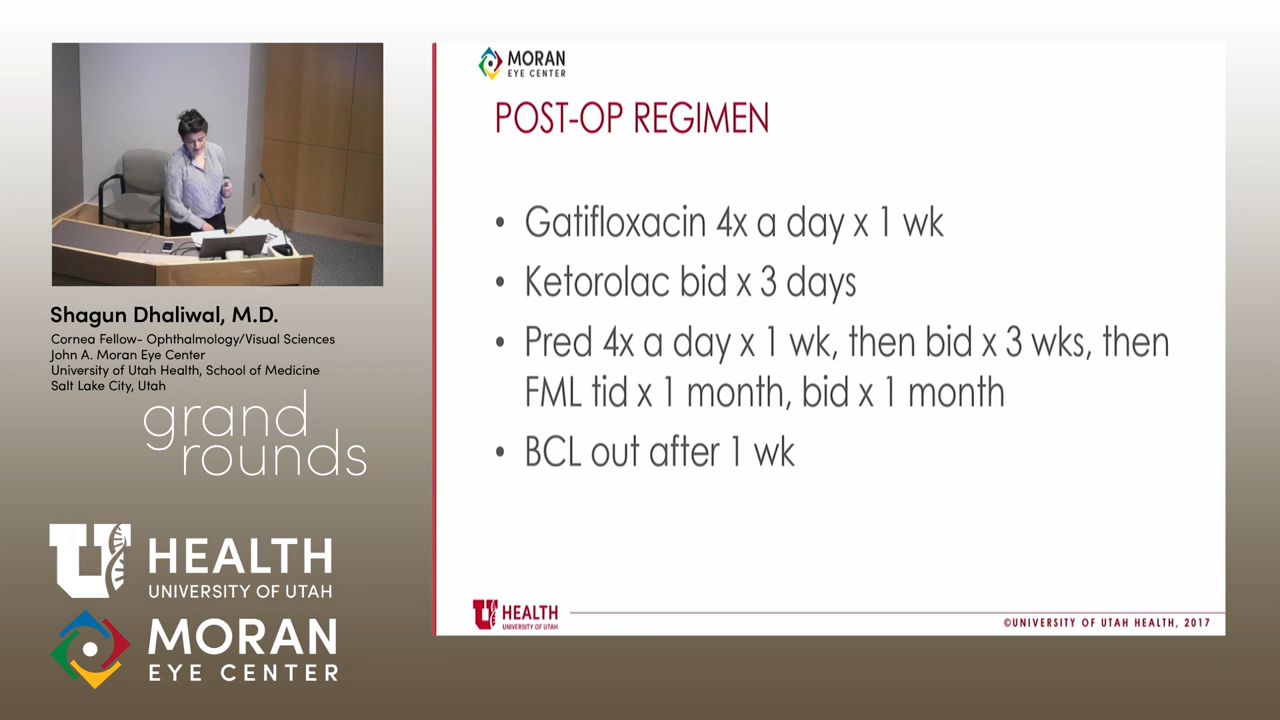 Shagun Dhaliwal, M.D.
Cornea Fellow- Ophthalmology/Visual Sciences
John A. Moran Eye Center
University of Utah Health, School of Medicine
Salt Lake City, Utah
grand
rounds
U HEALTH
UNIVERSITY OF UTAH
MORAN
EYE CENTER
MORAN
EYE CENTER
POST-OP REGIMEN
• Gatifloxacin 4x a day x 1 wk
• Ketorolac bid x 3 days
• Pred 4x a day x 1 wk, then bid x 3 wks, then
FML tid x 1 month, bid x 1 month
• BCL out after 1 wk
U HEALTH
UNIVERSITY OF UTAH
©UNIVERSITY OF UTAH HEALTH, 2017